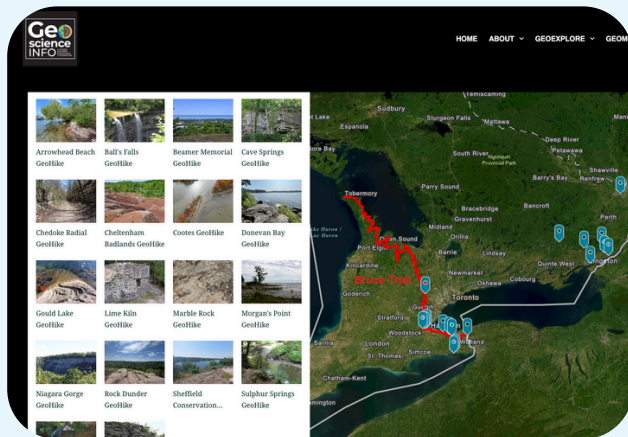 Geo
science
INFO
HOME ABOUT GEOEXPLORE GEOM
Arrowhead Beach GeoHike
Ball's Falls GeoHike
Beamer Memorial GeoHike
Cave Springs GeoHike
Chedoke Radial GeoHike
Cheltenham Badlands GeoHike
Cootes GeoHike
Donevan Bay GeoHike
Gould Lake GeoHike
Lime Kiln GeoHike
Marble Rock GeoHike
Morgan's Point GeoHike
Niagara Gorge GeoHike
Rock Dunder GeoHike
Sheffield Conservation...
Sulphur Springs GeoHike
Temiscaming
Sudbury
Sturgeon Falls
Mattawa
Espanola
Deep River
Petawawa
South River
Algonquin
Provincial Park
Shawville
Barry's Bay
Renfrew
Tobermory
Parry Sound
Bracebridge
Gravenhurst
Bancroft
Perth
Midland
Orillia
Port Elgin
Barrie
Lindsay
Kincardine
Newmarket
Quinte West
Bruce Trail
Oshawa
Cobourg
Goderich
Toronto
Stratford
Woodstock
Sarnia
London
Simcoe
St. Thomas
Chatham-Kent